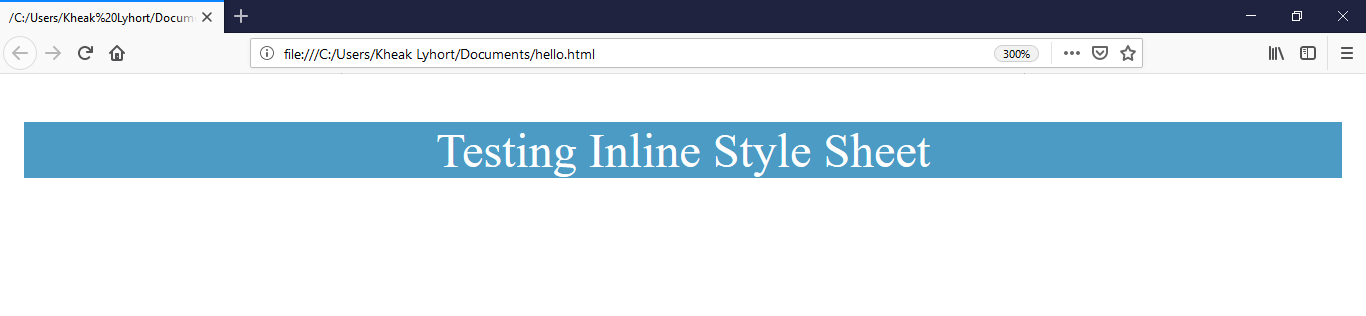 /C:/Users/Kheak%20Lyhort/Docum
file:///C:/Users/Kheak Lyhort/Documents/hello.html 300%
Testing Inline Style Sheet